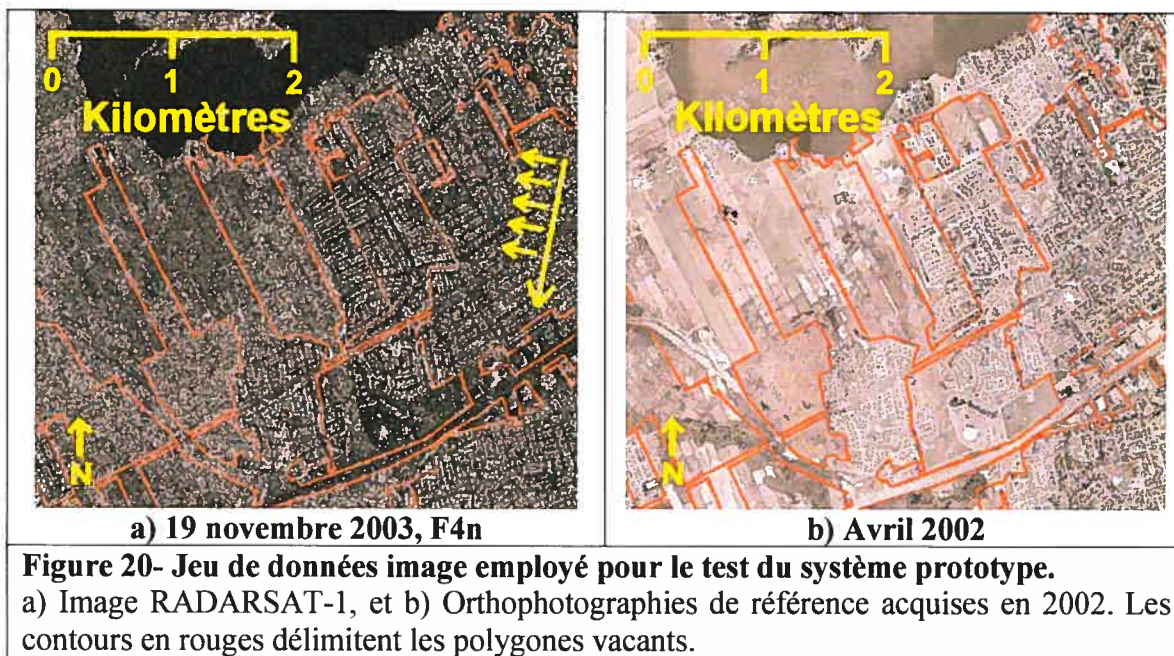 0 1 2
Kilomètres
N
a) 19 novembre 2003, F4n
0 1 2
Kilomètres
N
b) Avril 2002
Figure 20- Jeu de données image employé pour le test du système prototype.
a) Image RADARSAT-1, et b) Orthophotographies de référence acquises en 2002. Les
contours en rouges délimitent les polygones vacants.